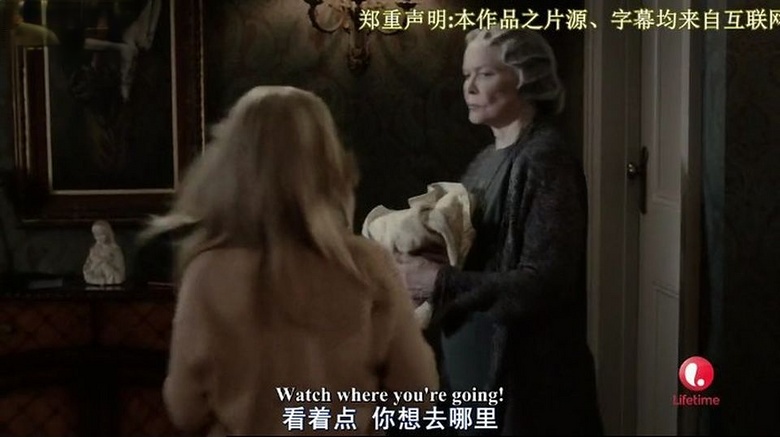 郑重声明:本作品之片源、字幕均来自互联网
Watch where you're going!
看着点 你想去哪里
Lifetime